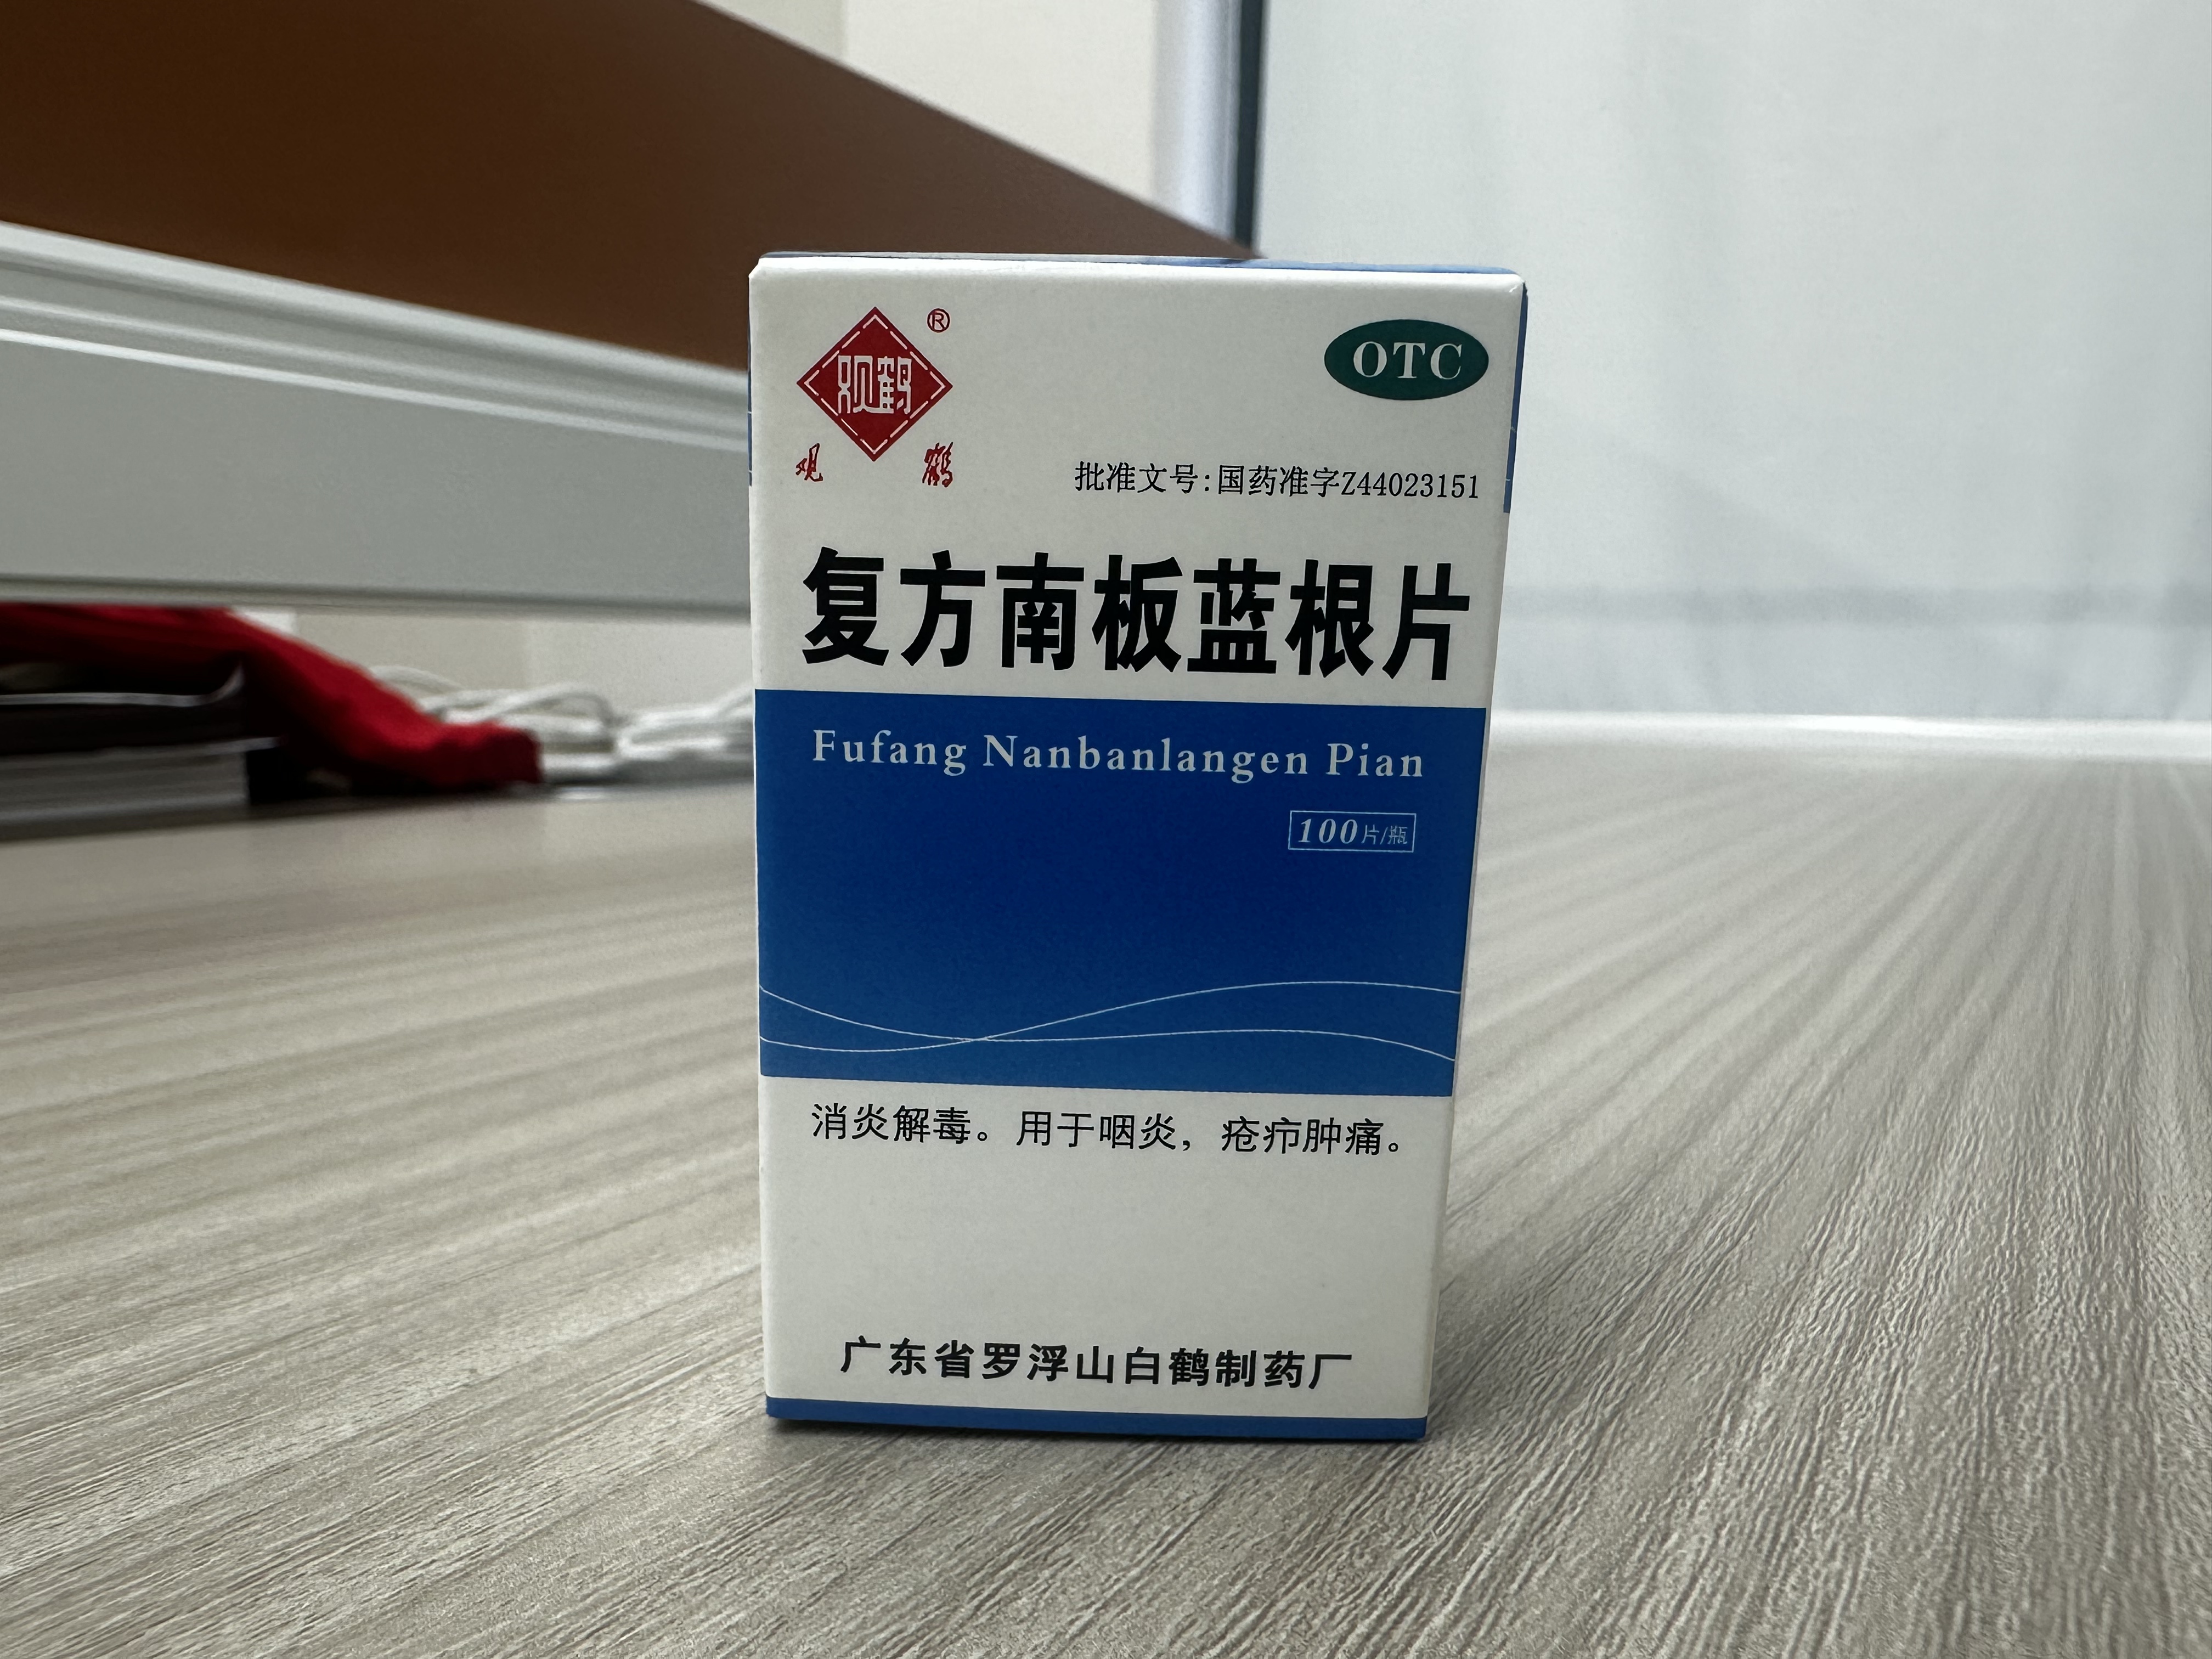 观鹤
®
OTC
观 鹤
批准文号:国药准字Z44023151
复方南板蓝根片
Fufang Nanbanlangen Pian
100片/瓶
消炎解毒。用于咽炎，疮疖肿痛。
广东省罗浮山白鹤制药厂